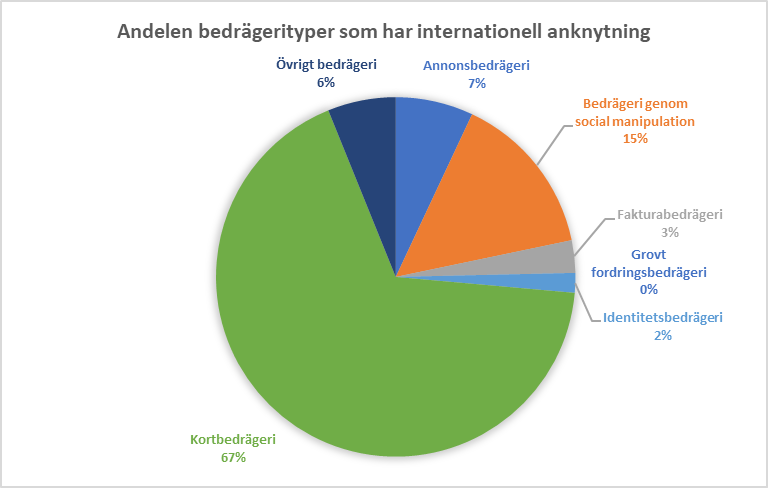 Andelen bedrägerityper som har internationell anknytning
Övrigt bedrägeri
6%
Annonsbedrägeri
7%
Bedrägeri genom
social manipulation
15%
Fakturabedrägeri
3%
Grovt
fordringsbedrägeri
0%
Identitetsbedrägeri
2%
Kortbedrägeri
67%